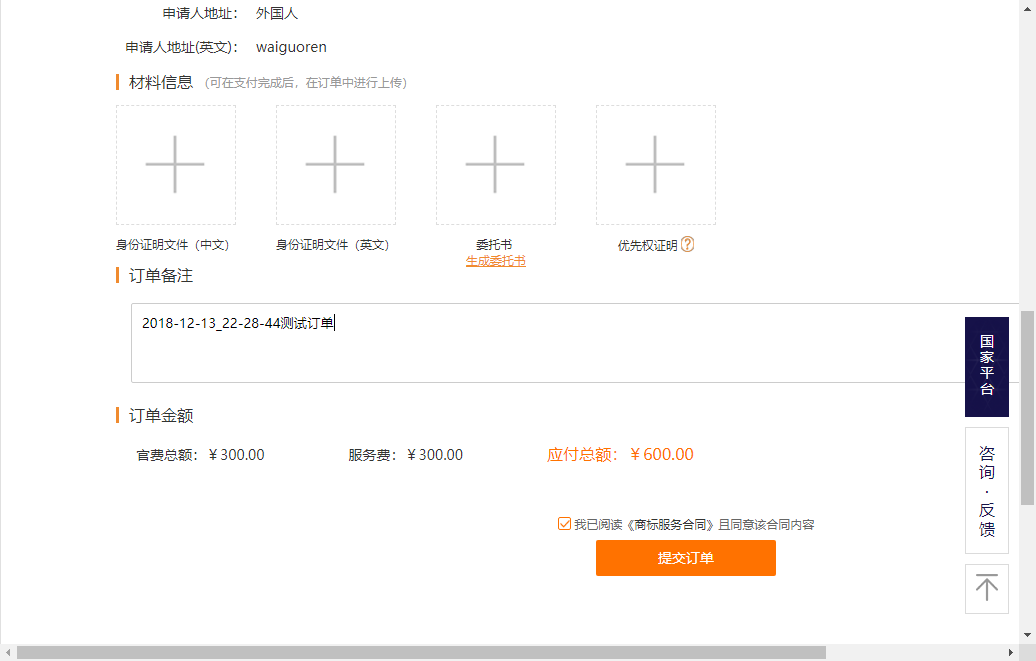 申请人地址： 外国人
申请人地址(英文)： waiguoren
材料信息 (可在支付完成后，在订单中进行上传)
身份证明文件（中文） 身份证明文件（英文） 委托书 优先权证明?
生成委托书
订单备注
2018-12-13_22-28-44测试订单
国家平台
订单金额
官费总额：￥300.00 服务费：￥300.00 应付总额：￥600.00
咨询·反馈
我已阅读《商标服务合同》且同意该合同内容
提交订单